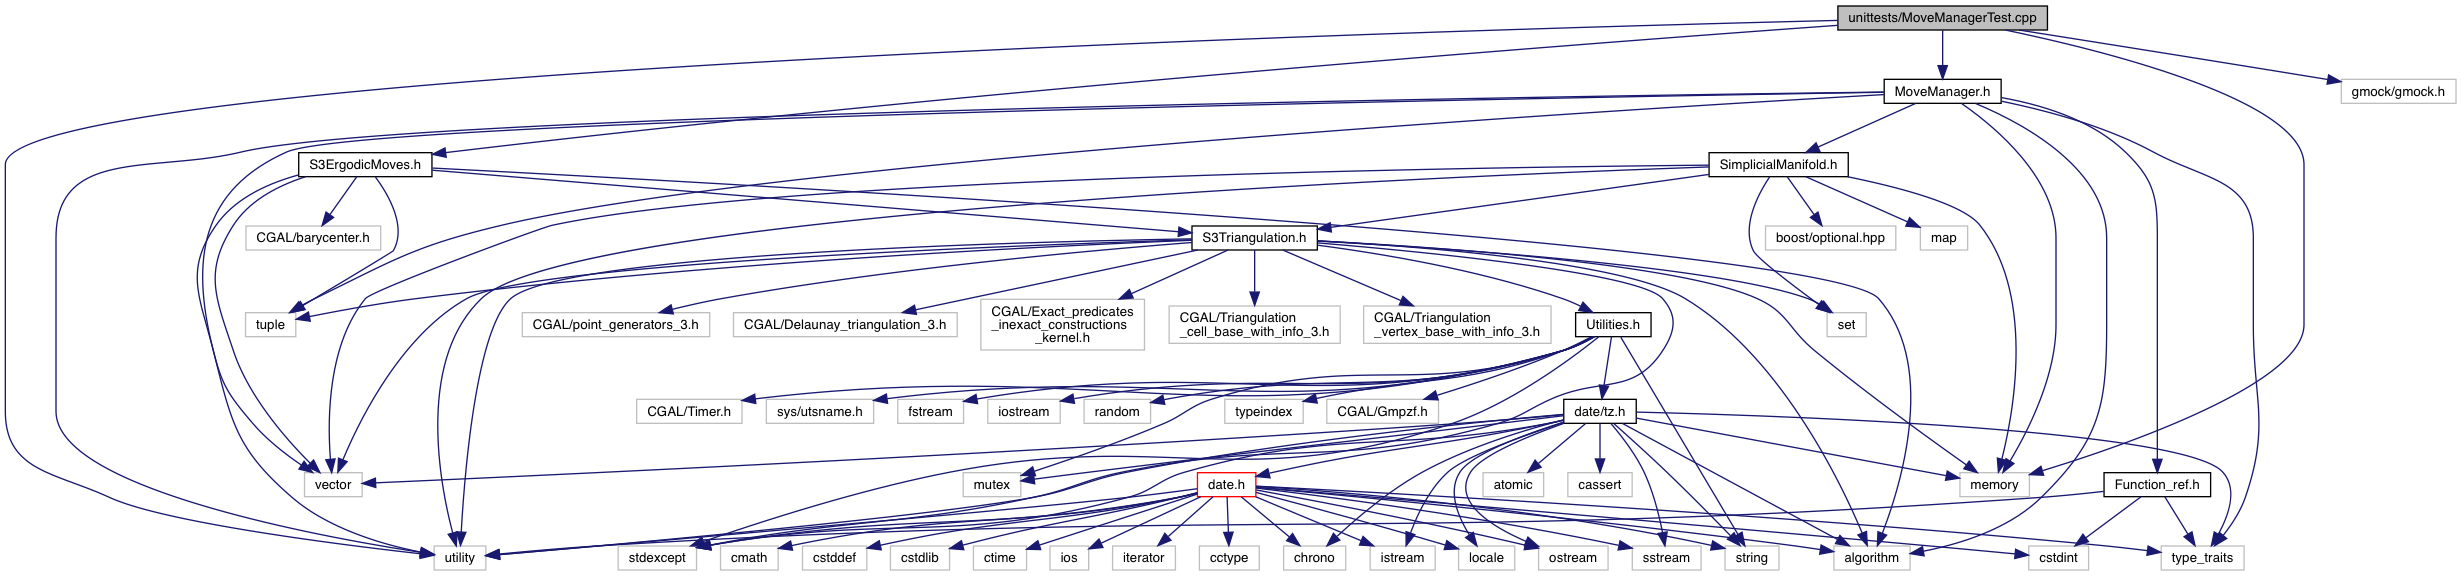 unittests/MoveManagerTest.cpp
MoveManager.h
gmock/gmock.h
S3ErgodicMoves.h
SimplicialManifold.h
CGAL/barycenter.h
S3Triangulation.h
boost/optional.hpp
map
tuple
CGAL/point_generators_3.h
CGAL/Delaunay_triangulation_3.h
CGAL/Exact_predicates
_inexact_constructions
_kernel.h
CGAL/Triangulation
_cell_base_with_info_3.h
CGAL/Triangulation
_vertex_base_with_info_3.h
Utilities.h
set
CGAL/Timer.h
sys/utsname.h
fstream
iostream
random
typeindex
CGAL/Gmpzf.h
date/tz.h
vector
mutex
date.h
atomic
cassert
memory
Function_ref.h
utility
stdexcept
cmath
cstddef
cstdlib
ctime
ios
iterator
cctype
chrono
istream
locale
ostream
sstream
string
algorithm
cstdint
type_traits